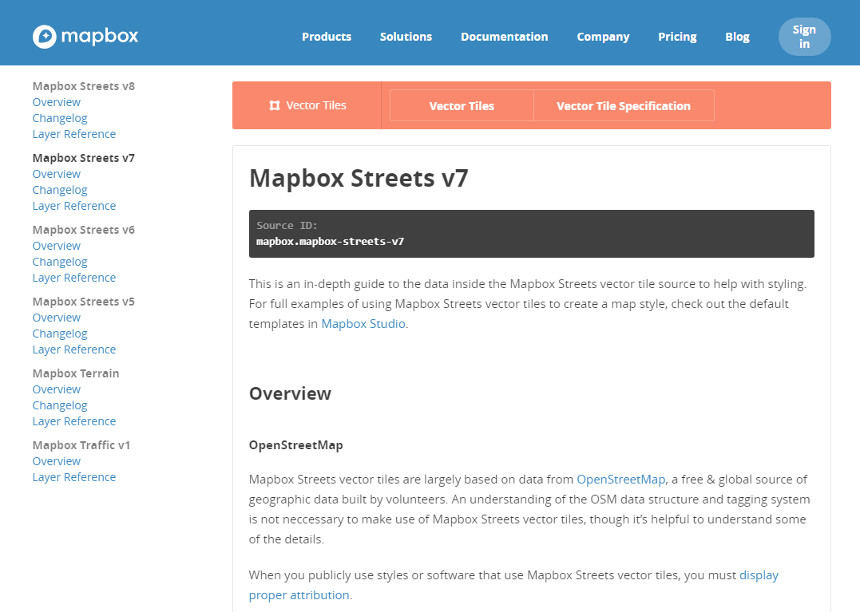 mapbox
Products Solutions Documentation Company Pricing Blog Sign in
Mapbox Streets v8
Overview
Changelog
Layer Reference
Mapbox Streets v7
Overview
Changelog
Layer Reference
Mapbox Streets v6
Overview
Changelog
Layer Reference
Mapbox Streets v5
Overview
Changelog
Layer Reference
Mapbox Terrain
Overview
Changelog
Layer Reference
Mapbox Traffic v1
Overview
Layer Reference
Vector Tiles Vector Tiles Vector Tile Specification
Mapbox Streets v7
Source ID:
mapbox.mapbox-streets-v7
This is an in-depth guide to the data inside the Mapbox Streets vector tile source to help with styling.
For full examples of using Mapbox Streets vector tiles to create a map style, check out the default
templates in Mapbox Studio.
Overview
OpenStreetMap
Mapbox Streets vector tiles are largely based on data from OpenStreetMap, a free & global source of
geographic data built by volunteers. An understanding of the OSM data structure and tagging system
is not neccessary to make use of Mapbox Streets vector tiles, though it's helpful to understand some
of the details.
When you publicly use styles or software that use Mapbox Streets vector tiles, you must display
proper attribution.